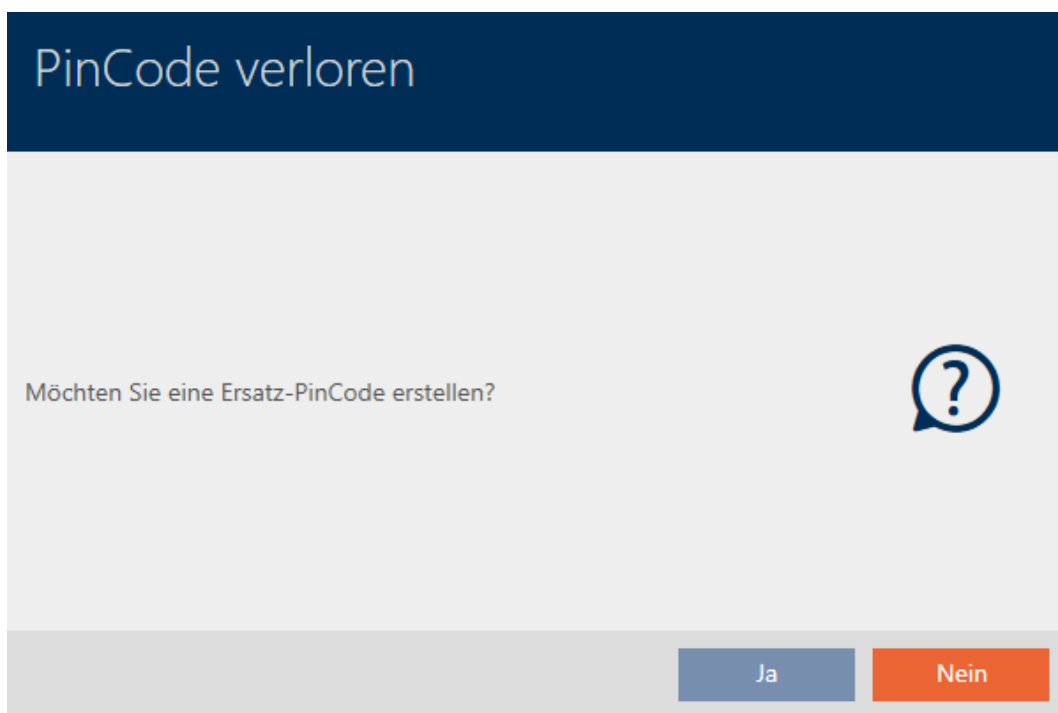 PinCode verloren
Möchten Sie eine Ersatz-PinCode erstellen?
?
Ja
Nein